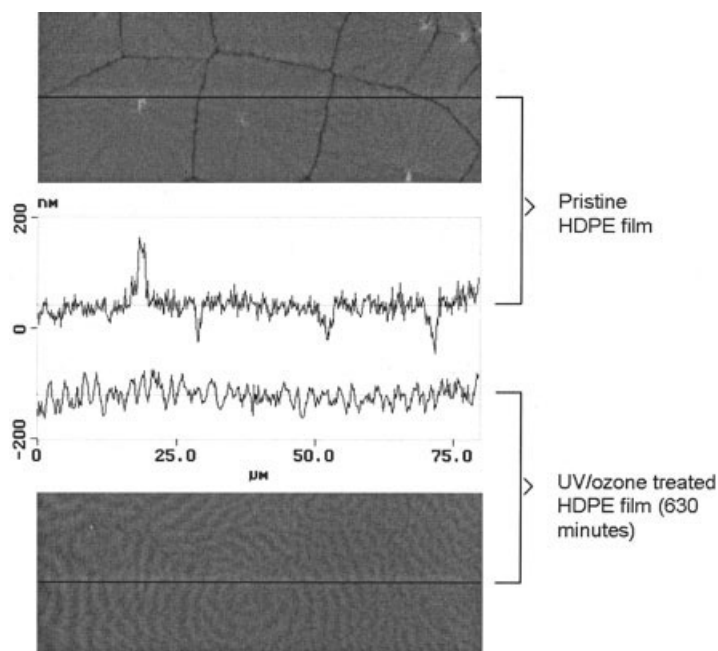 nм
200
0
-200
0
25.0
50.0
75.0
μм
Pristine
HDPE film
UV/ozone treated
HDPE film (630
minutes)